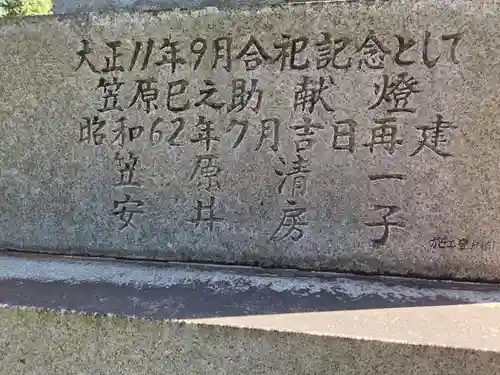 大正11年9月合祀記念として
笠原巳之助 献燈
昭和62年7月吉日再建
笠原清一
安井房子